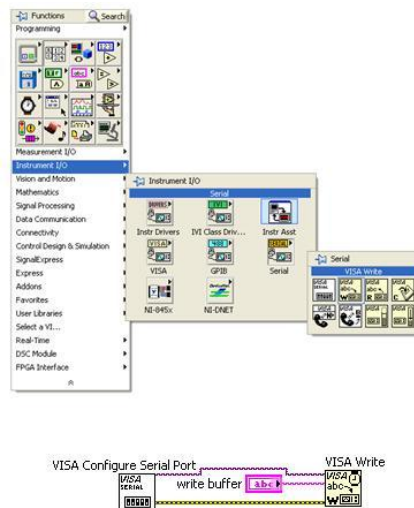 Functions
Search
Programming
Measurement I/O
Instrument I/O
Vision and Motion
Mathematics
Signal Processing
Data Communication
Connectivity
Control Design & Simulation
SignalExpress
Express
Addons
Favorites
User Libraries
Select a VI...
Real-Time
DSC Module
FPGA Interface
Instrument I/O
Serial
Instr Drivers IVI Class Driv... Instr Asst
VISA GPIB Serial
NI-845x NI-DNET
Serial
VISA Write
VISA Configure Serial Port
VISA Write
write buffer abc
VISA
SERIAL
VISA
abc
W